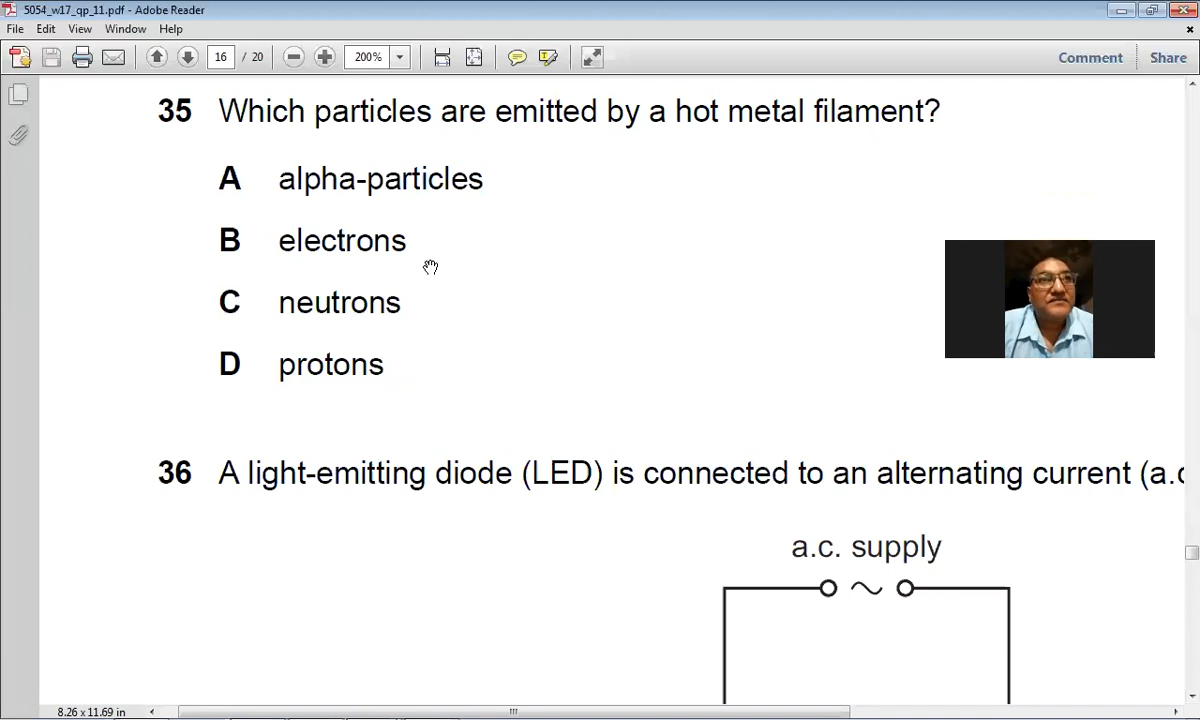 5054_w17_qp_11.pdf - Adobe Reader
File Edit View Window Help
16 / 20 200% Comment Share
35 Which particles are emitted by a hot metal filament?
A alpha-particles
B electrons
C neutrons
D protons
36 A light-emitting diode (LED) is connected to an alternating current (a.c
a.c. supply
8.26 x 11.69 in